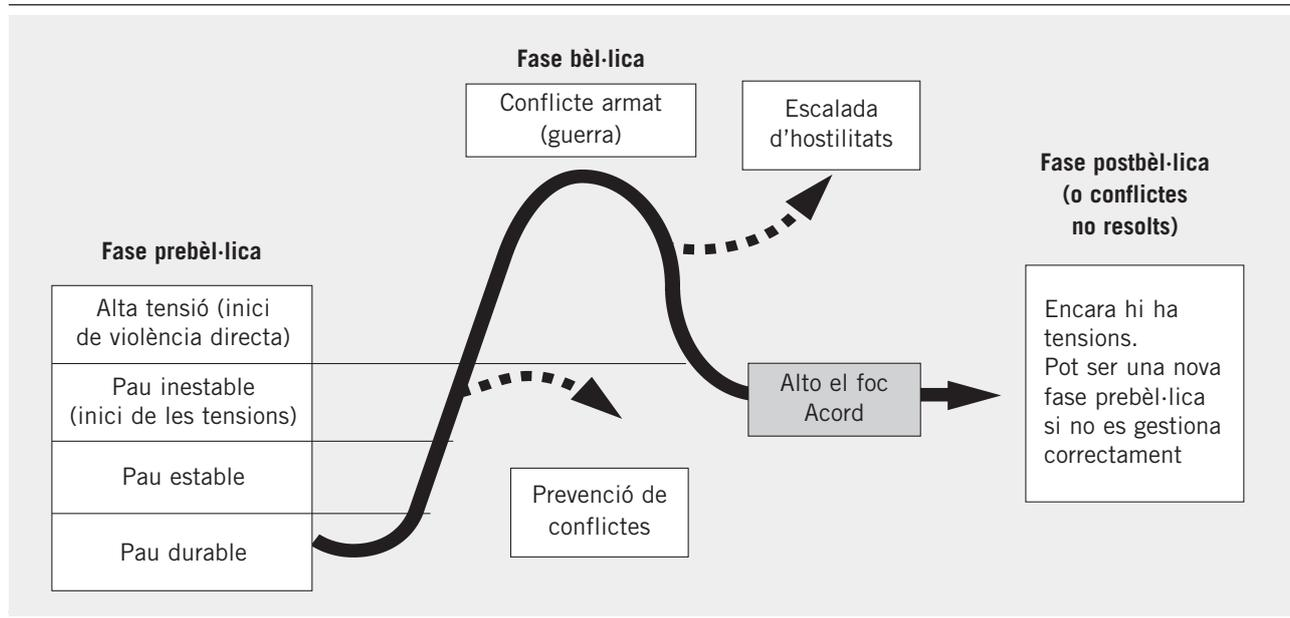 Fase prebèl·lica
Alta tensió (inici
de violència directa)
Pau inestable
(inici de les tensions)
Pau estable
Pau durable
Fase bèl·lica
Conflicte armat
(guerra)
Escalada
d'hostilitats
Prevenció de
conflictes
Alto el foc
Acord
Fase postbèl·lica
(o conflictes
no resolts)
Encara hi ha
tensions.
Pot ser una nova
fase prebèl·lica
si no es gestiona
correctament